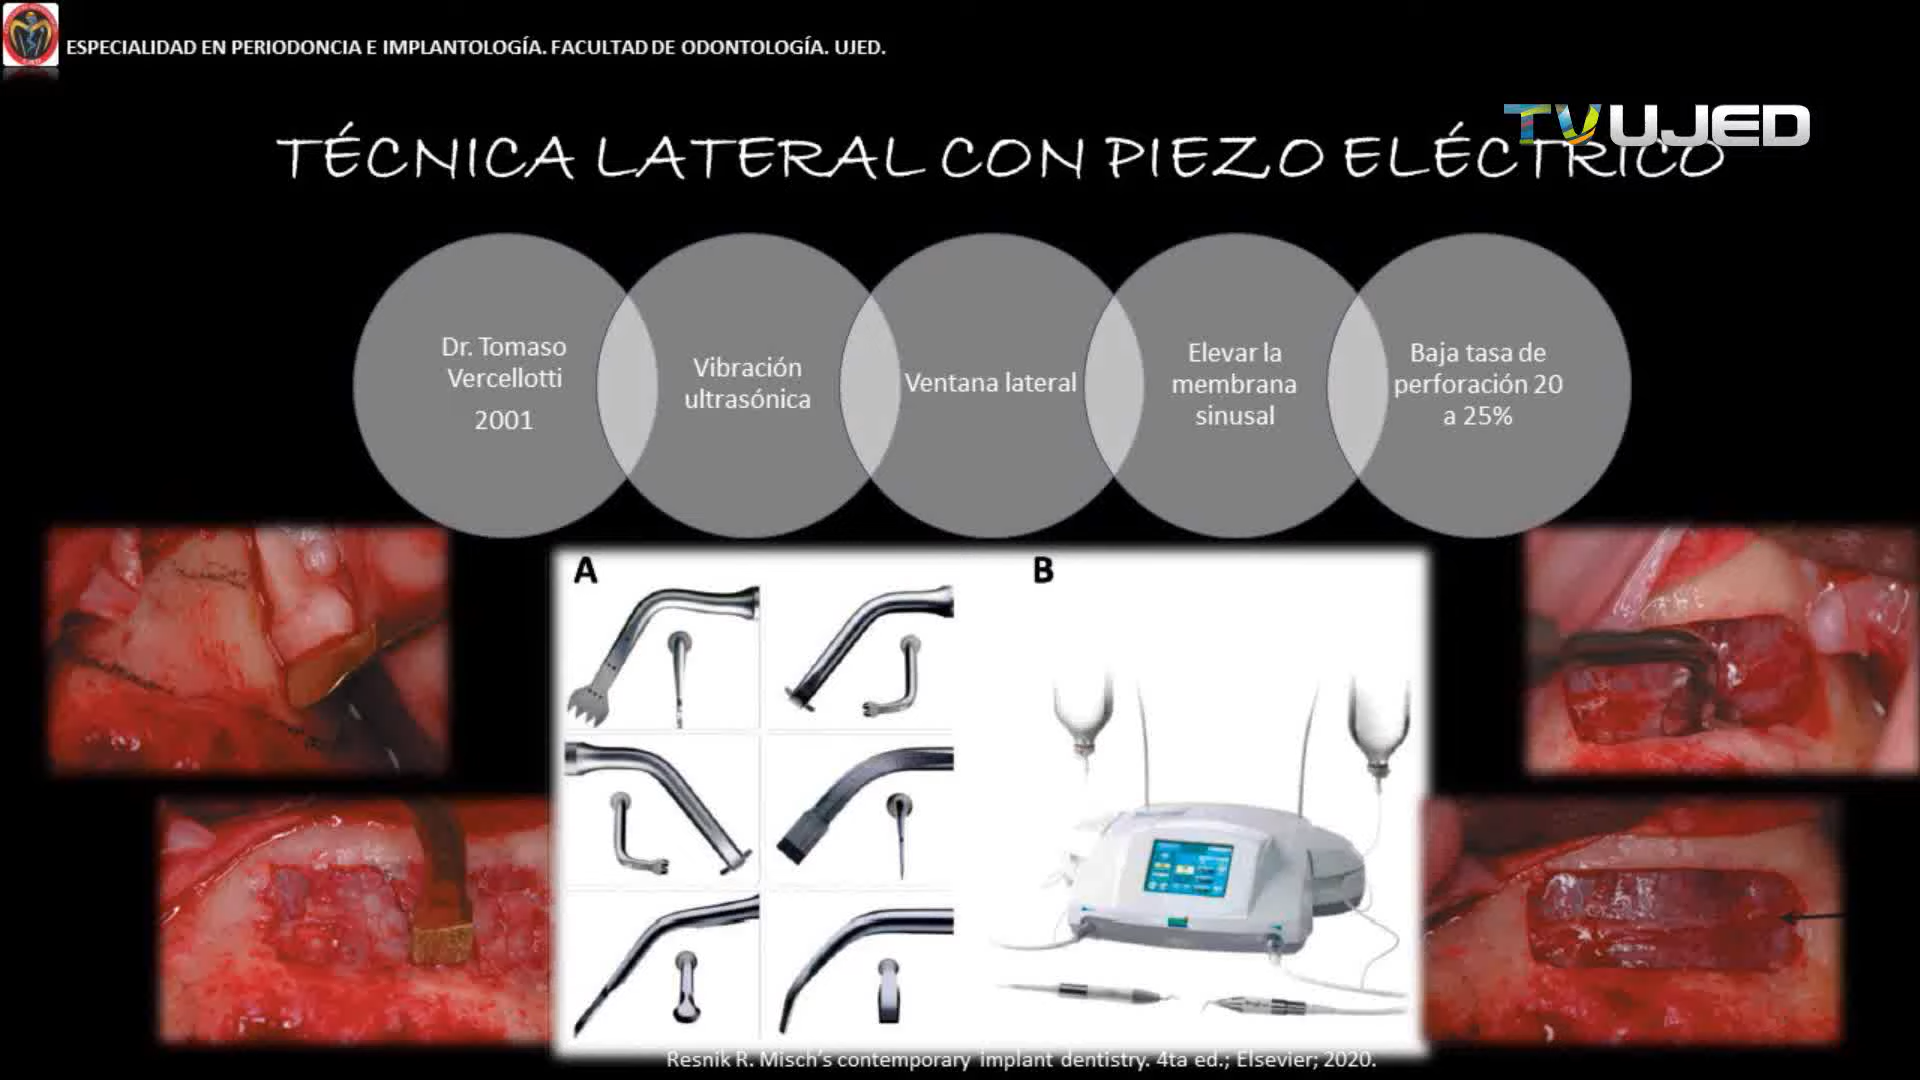 ESPECIALIDAD EN PERIODONCIA E IMPLANTOLOGÍA. FACULTAD DE ODONTOLOGÍA. UJED.
TVUJED
TÉCNICA LATERAL CON PIEZO ELÉCTRICO
Dr. Tomaso
Vercellotti
2001
Vibración
ultrasónica
Ventana lateral
Elevar la
membrana
sinusal
Baja tasa de
perforación 20
a 25%
A
B
Resnik R. Misch's contemporary implant dentistry. 4ta ed.; Elsevier; 2020.